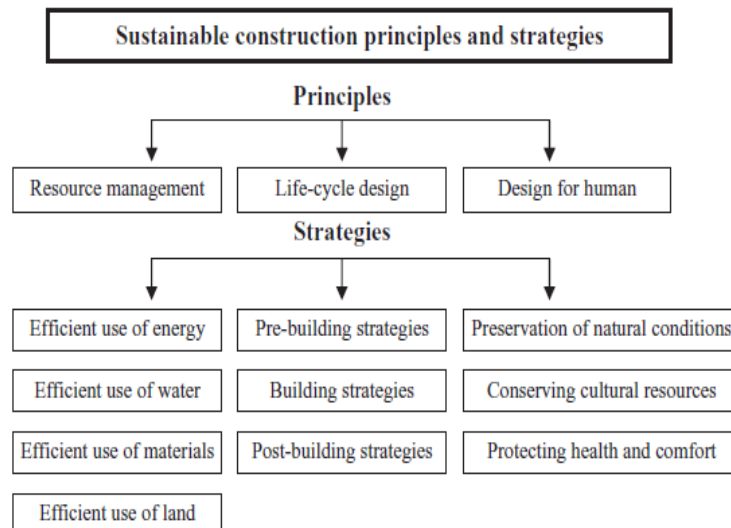 Sustainable construction principles and strategies
Principles
Resource management
Life-cycle design
Design for human
Strategies
Efficient use of energy
Pre-building strategies
Preservation of natural conditions
Efficient use of water
Building strategies
Conserving cultural resources
Efficient use of materials
Post-building strategies
Protecting health and comfort
Efficient use of land